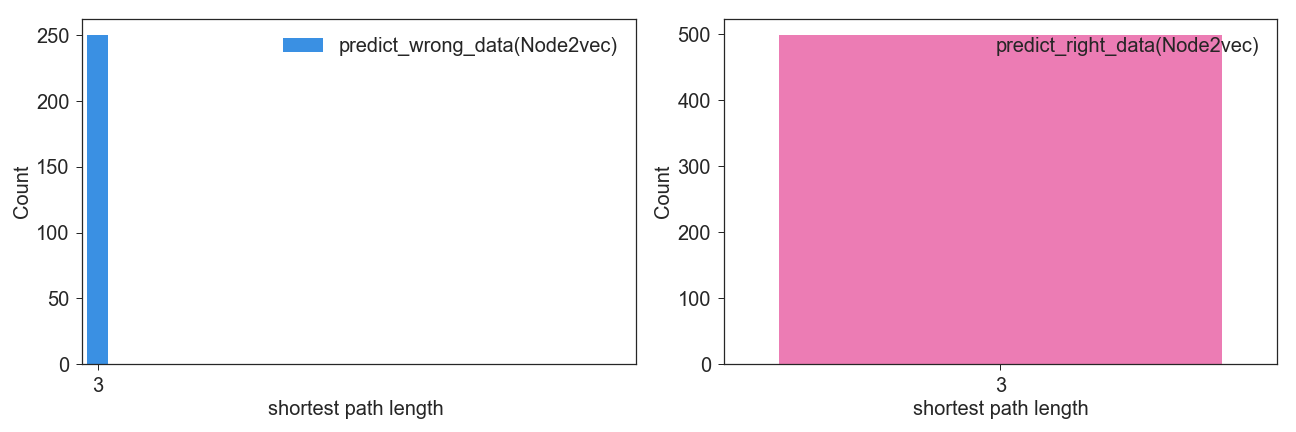 250
200
150
100
50
0
Count
3
shortest path length
predict_wrong_data(Node2vec)
500
400
300
200
100
0
Count
3
shortest path length
predict_right_data(Node2vec)